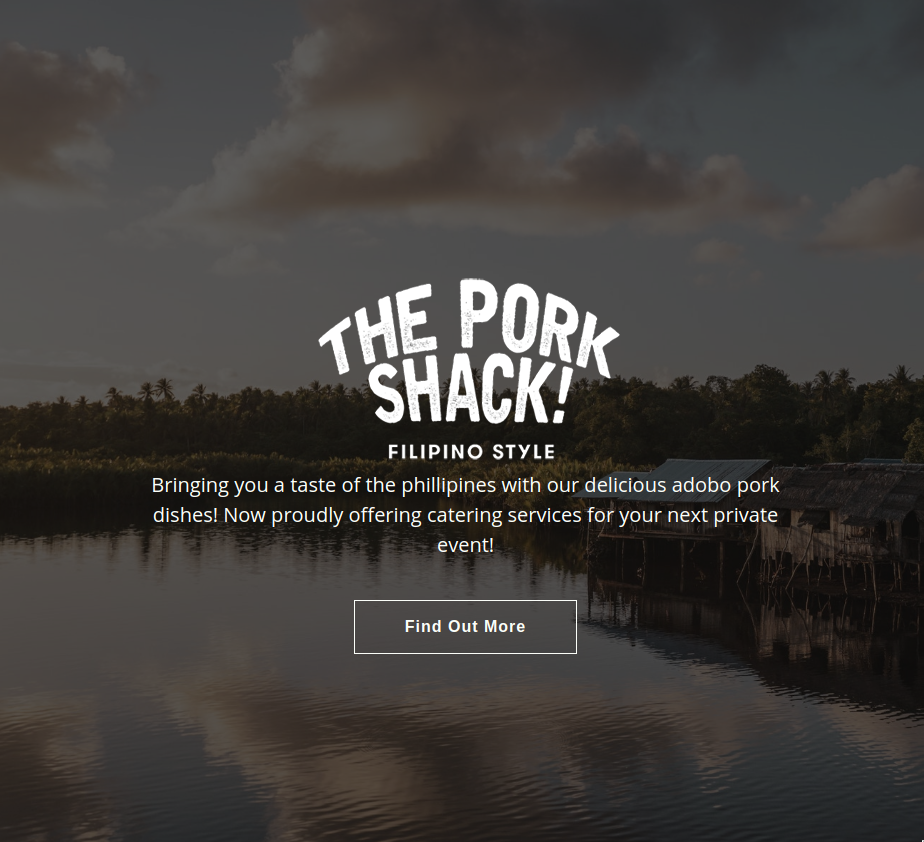 THE PORK
SHACK!
FILIPINO STYLE
Bringing you a taste of the phillipines with our delicious adobo pork
dishes! Now proudly offering catering services for your next private
event!
Find Out More